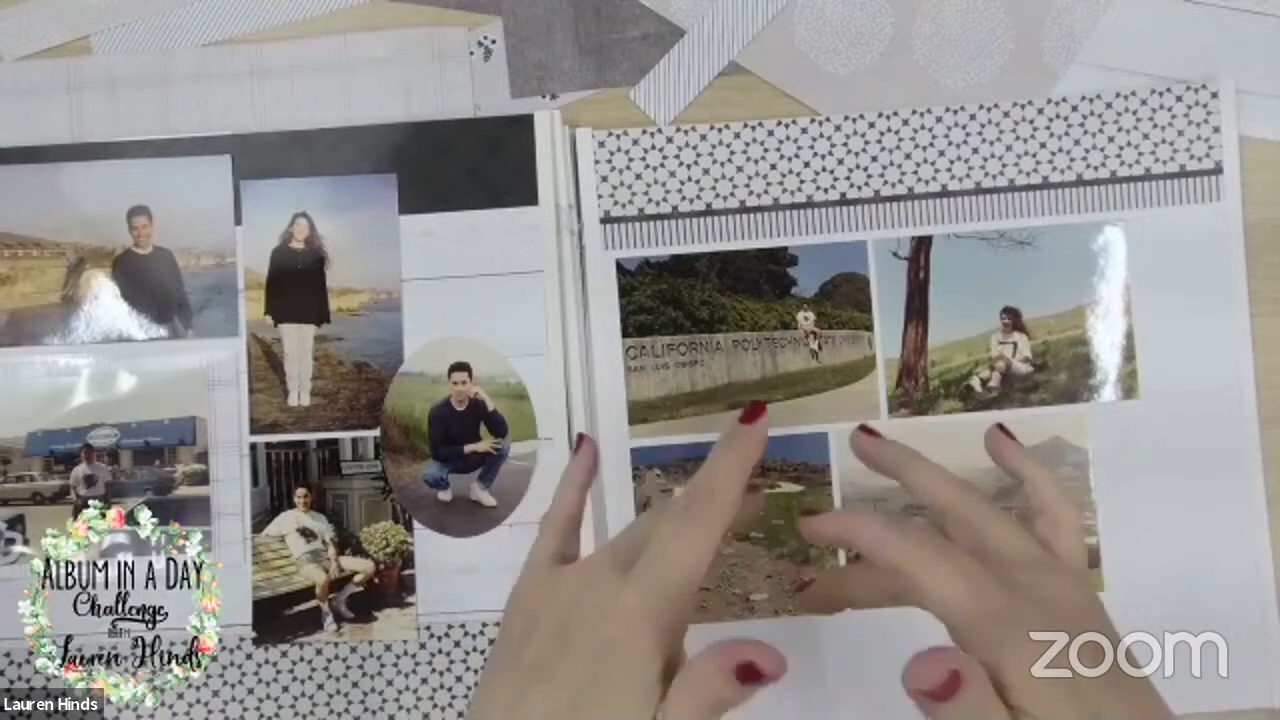 CALIFORNIA POLYTECHNIC
SAN LUIS OBISPO
ALBUM IN A DAY
Challenge
WITH
Lauren Hinds
Lauren Hinds
zoom